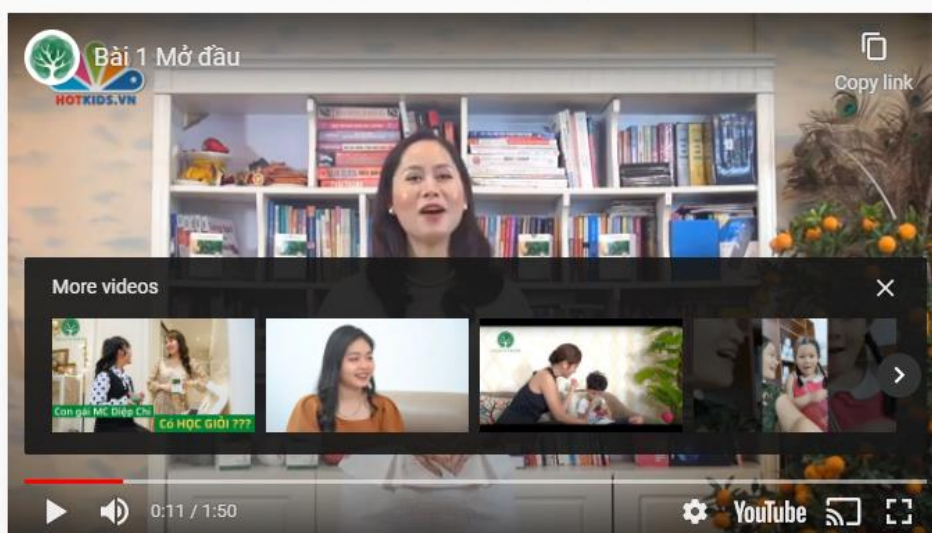 Bài 1 Mở đầu
HOTKIDS.VN
Copy link
More videos
Con gái MC Diệp Chi
Có HỌC GIỎI ???
0:11 / 1:50
YouTube